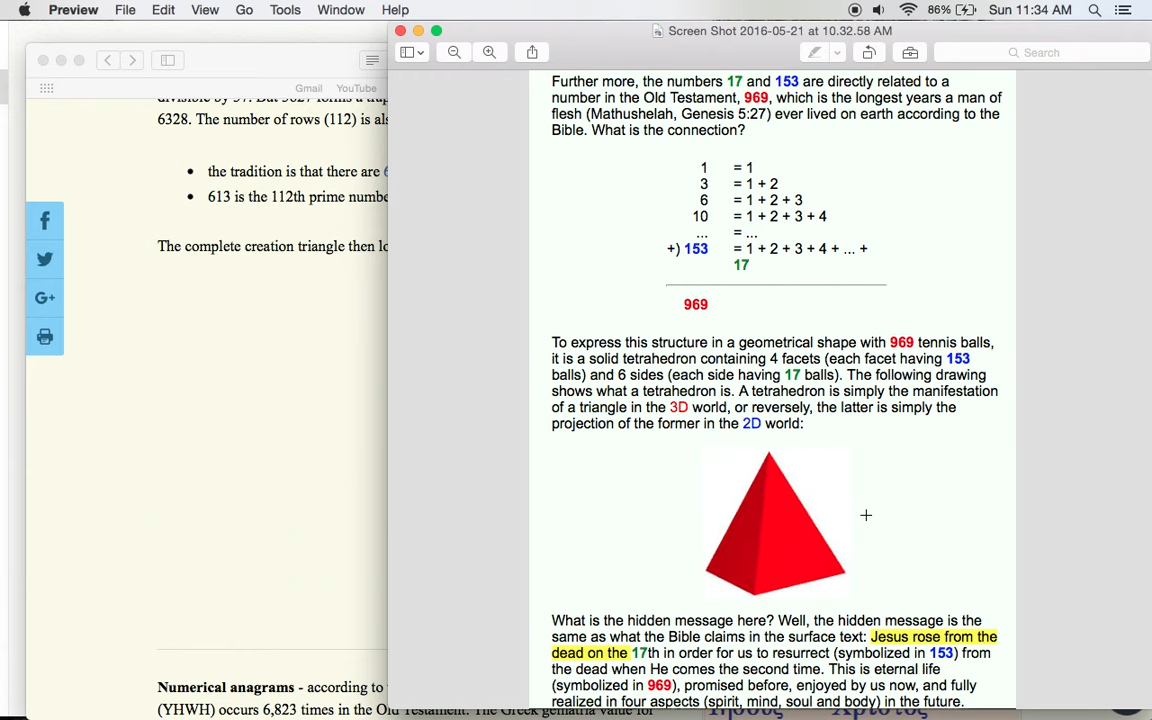 Preview File Edit View Go Tools Window Help 86% Sun 11:34 AM
Screen Shot 2016-05-21 at 10.32.58 AM
Search
Gmail YouTube
6328. The number of rows (112) is
the tradition is that there are
613 is the 112th prime
The complete creation triangle then
Numerical anagrams - according to
(YHWH) occurs 6,823 times in the Old Testament. The Greek gematria value for
Further more, the numbers 17 and 153 are directly related to a
number in the Old Testament, 969, which is the longest years a man of
flesh (Mathushelah, Genesis 5:27) ever lived on earth according to the
Bible. What is the connection?
1 = 1
3 = 1 + 2
6 = 1 + 2 + 3
10 = 1 + 2 + 3 + 4
... = ...
+) 153 = 1 + 2 + 3 + 4 + ... +
17
969
To express this structure in a geometrical shape with 969 tennis balls,
it is a solid tetrahedron containing 4 facets (each facet having 153
balls) and 6 sides (each side having 17 balls). The following drawing
shows what a tetrahedron is. A tetrahedron is simply the manifestation
of a triangle in the 3D world, or reversely, the latter is simply the
projection of the former in the 2D world:
What is the hidden message here? Well, the hidden message is the
same as what the Bible claims in the surface text: Jesus rose from the
dead on the 17th in order for us to resurrect (symbolized in 153) from
the dead when He comes the second time. This is eternal life
(symbolized in 969), promised before, enjoyed by us now, and fully
realized in four aspects (spirit, mind, soul and body) in the future.